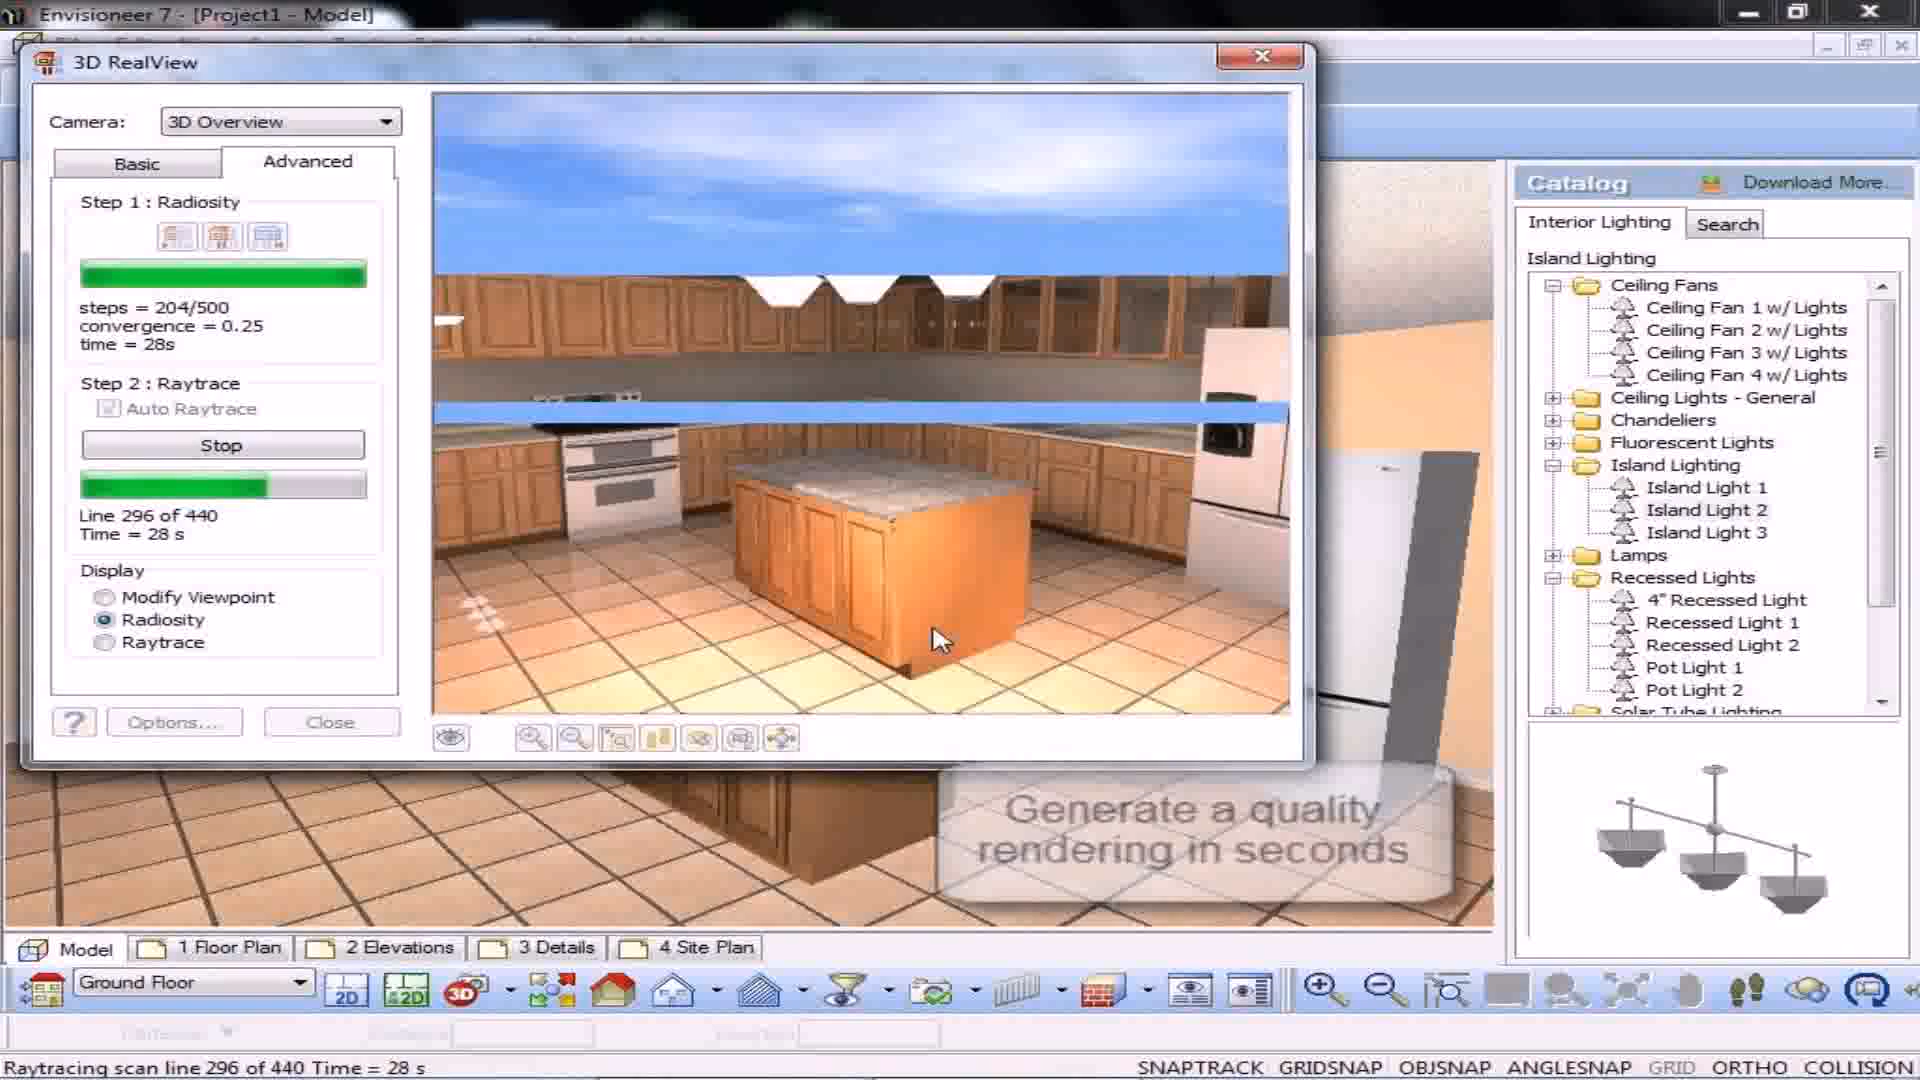 Envisioneer 7 - [Project1 - Model]
3D RealView
Camera: 3D Overview
Basic Advanced
Step 1 : Radiosity
steps = 204/500
convergence = 0.25
time = 28s
Step 2 : Raytrace
Auto Raytrace
Stop
Line 296 of 440
Time = 28 s
Display
Modify Viewpoint
Radiosity
Raytrace
? Options... Close
Generate a quality
rendering in seconds
Catalog Download More...
Interior Lighting Search
Island Lighting
Ceiling Fans
Ceiling Fan 1 w/ Lights
Ceiling Fan 2 w/ Lights
Ceiling Fan 3 w/ Lights
Ceiling Fan 4 w/ Lights
Ceiling Lights - General
Chandeliers
Fluorescent Lights
Island Lighting
Island Light 1
Island Light 2
Island Light 3
Lamps
Recessed Lights
4" Recessed Light
Recessed Light 1
Recessed Light 2
Pot Light 1
Pot Light 2
Solar Tube Lighting
Model 1 Floor Plan 2 Elevations 3 Details 4 Site Plan
Ground Floor 2D 2D 3D
Raytracing scan line 296 of 440 Time = 28 s SNAPTRACK GRIDSNAP OBJSNAP ANGLESNAP GRID ORTHO COLLISION